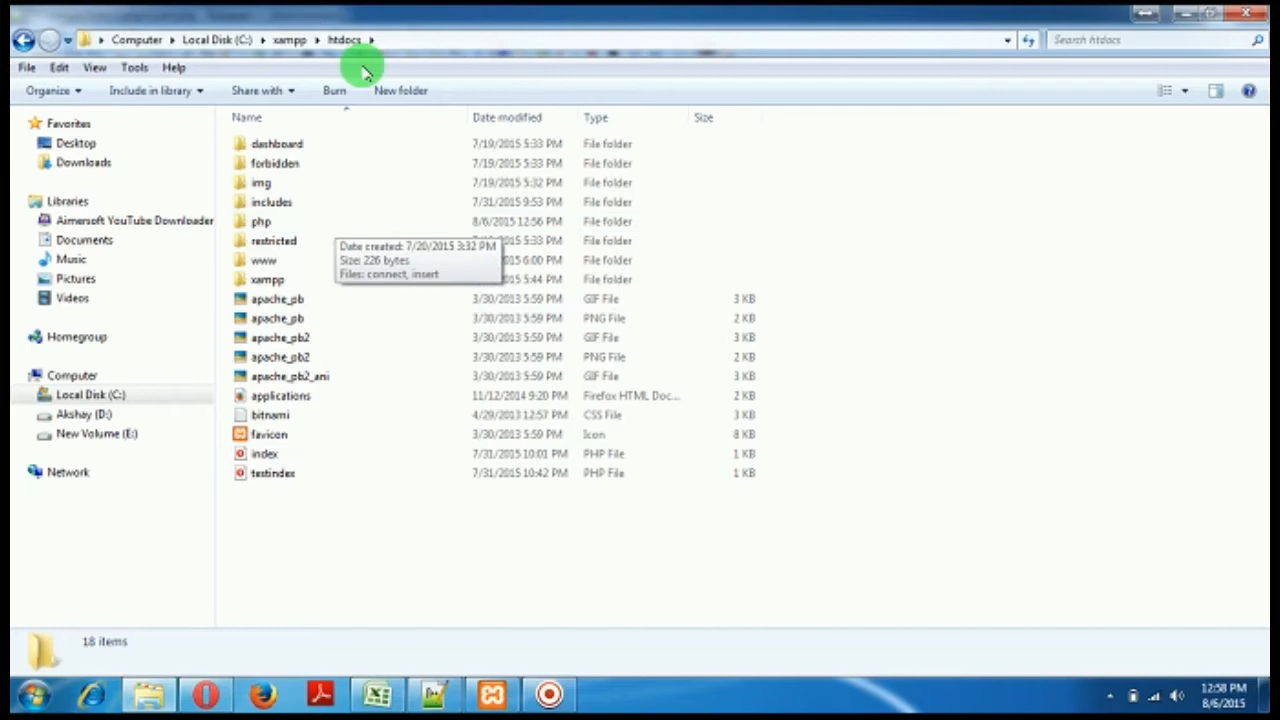 Computer ▸ Local Disk (C:) ▸ xampp ▸ htdocs ▸ Search htdocs
File Edit View Tools Help
Organize Include in library Share with Burn New folder
Name Date modified Type Size
Favorites
Desktop
Downloads
Libraries
Aimersoft YouTube Downloader
Documents
Music
Pictures
Videos
Homegroup
Computer
Local Disk (C:)
Akshay (D:)
New Volume (E:)
Network
dashboard 7/19/2015 5:33 PM File folder
forbidden 7/19/2015 5:33 PM File folder
img 7/19/2015 5:32 PM File folder
includes 7/31/2015 9:53 PM File folder
php 8/6/2015 12:56 PM File folder
restricted 5:33 PM File folder
www 2015 6:00 PM File folder
xampp 2015 5:44 PM File folder
Date created: 7/20/2015 3:32 PM
Size: 226 bytes
Files: connect, insert
apache_pb 3/30/2013 5:59 PM GIF File 3 KB
apache_pb 3/30/2013 5:59 PM PNG File 2 KB
apache_pb2 3/30/2013 5:59 PM GIF File 3 KB
apache_pb2 3/30/2013 5:59 PM PNG File 2 KB
apache_pb2_ani 3/30/2013 5:59 PM GIF File 3 KB
applications 11/12/2014 9:20 PM Firefox HTML Doc... 2 KB
bitnami 4/29/2013 12:57 PM CSS File 3 KB
favicon 3/30/2013 5:59 PM Icon 8 KB
index 7/31/2015 10:01 PM PHP File 1 KB
testindex 7/31/2015 10:42 PM PHP File 1 KB
18 items
12:58 PM
8/6/2015